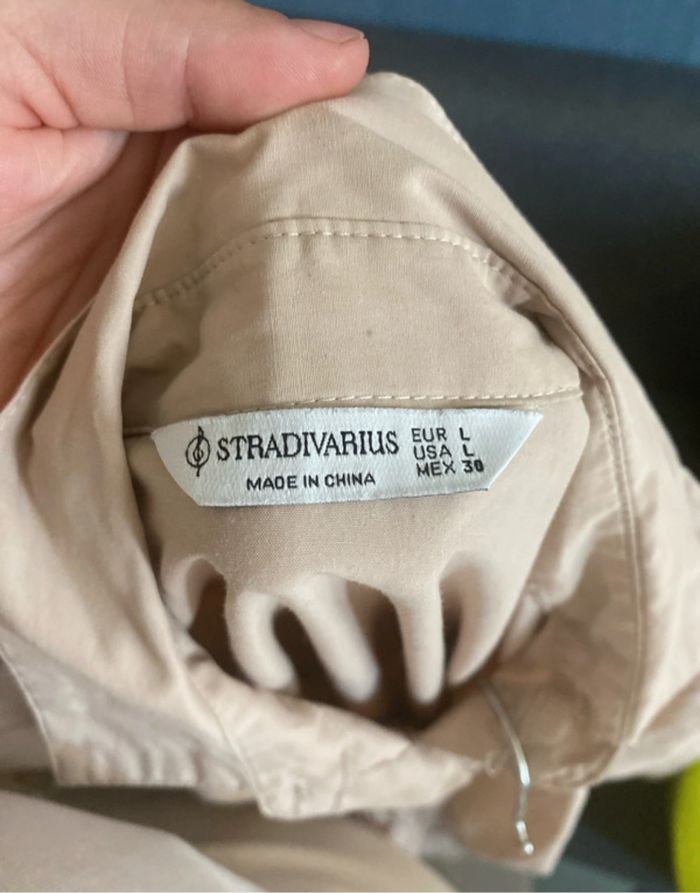 STRADIVARIUS
MADE IN CHINA
EUR L
USA L
MEX 30